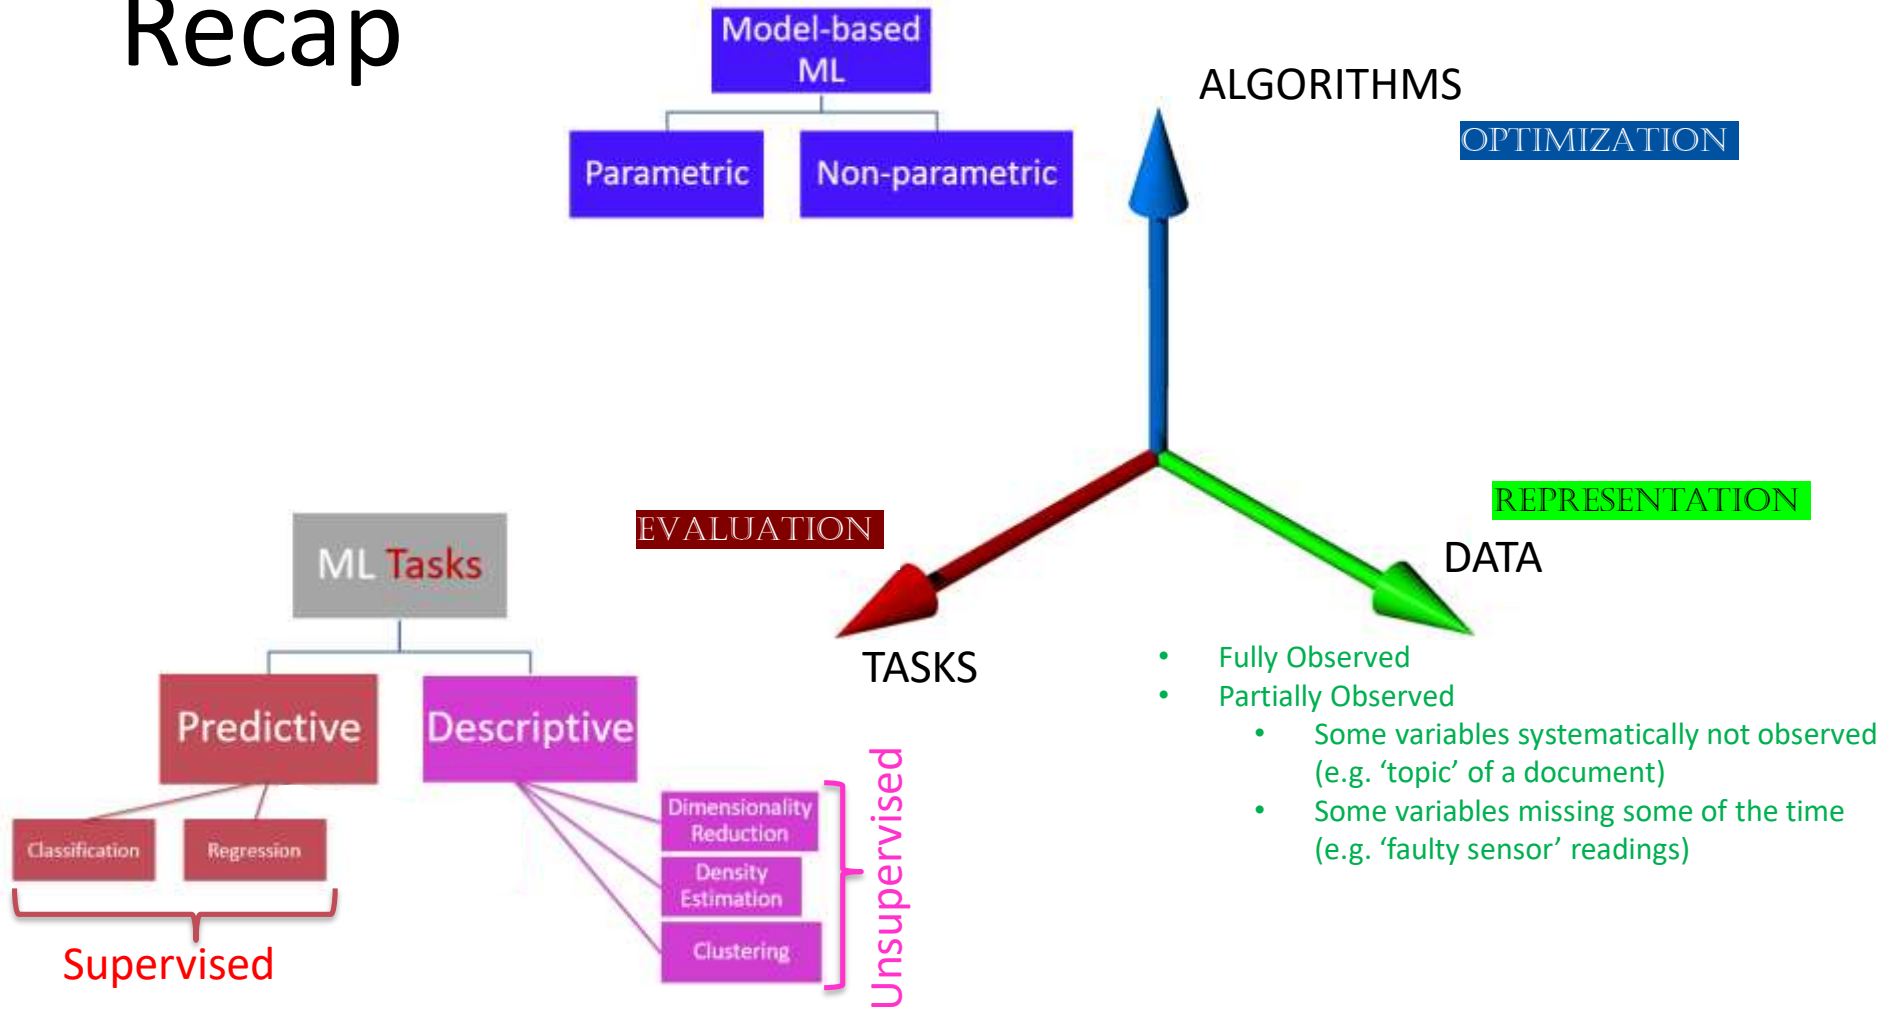 Recap
Model-based
ML
Parametric
Non-parametric
ALGORITHMS
OPTIMIZATION
EVALUATION
REPRESENTATION
DATA
TASKS
ML Tasks
Predictive
Descriptive
Classification
Regression
Supervised
Dimensionality
Reduction
Density
Estimation
Clustering
Unsupervised
• Fully Observed
• Partially Observed
• Some variables systematically not observed
(e.g. ‘topic’ of a document)
• Some variables missing some of the time
(e.g. ‘faulty sensor’ readings)